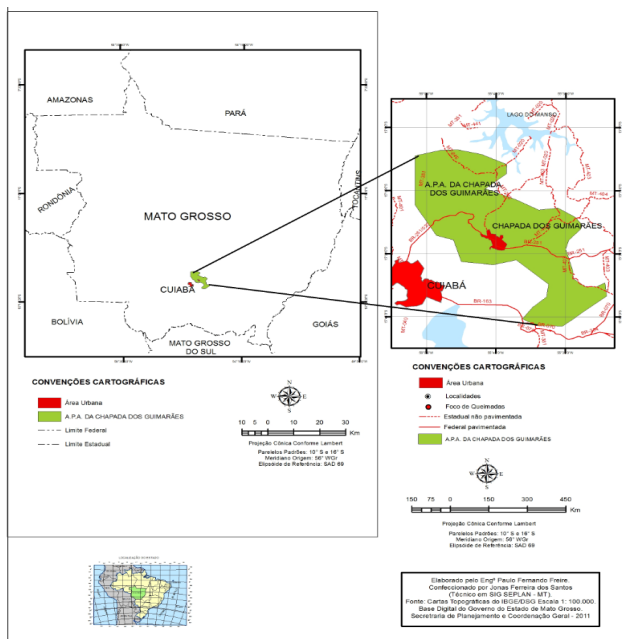 AMAZONAS
PARÁ
RONDÔNIA
TOCANTINS
MATO GROSSO
CUIABÁ
BOLÍVIA
GOIÁS
MATO GROSSO
DO SUL
CONVENÇÕES CARTOGRÁFICAS
Área Urbana
A.P.A. DA CHAPADA DOS GUIMARÃES
Limite Federal
Limite Estadual
N
W E
S
10 5 0 10 20 30
Km
Projeção Cônica Conforme Lambert
Paralelos Padrões: 10° S e 16° S
Meridiano Origem: 56° WGr
Elipsóide de Referência: SAD 69
LAGO DO MANSO
A.P.A. DA CHAPADA
DOS GUIMARÃES
CHAPADA DOS GUIMARÃES
CUIABÁ
BR-163
CONVENÇÕES CARTOGRÁFICAS
Área Urbana
Localidades
Foco de Queimadas
Estadual não pavimentada
Federal pavimentada
A.P.A. DA CHAPADA DOS GUIMARÃES
N
W E
S
150 75 0 150 300 450
Km
Projeção Cônica Conforme Lambert
Paralelos Padrões: 10° S e 16° S
Meridiano Origem: 56° WGr
Elipsóide de Referência: SAD 69
Elaborado pelo Engº Paulo Fernando Freire.
Confeccionado por Jonas Ferreira dos Santos
(Técnico em SIG SEPLAN - MT).
Fonte: Cartas Topográficas do IBGE/DSG Escala 1: 100.000.
Base Digital do Governo do Estado de Mato Grosso.
Secretraria de Planejamento e Coordenação Geral - 2011